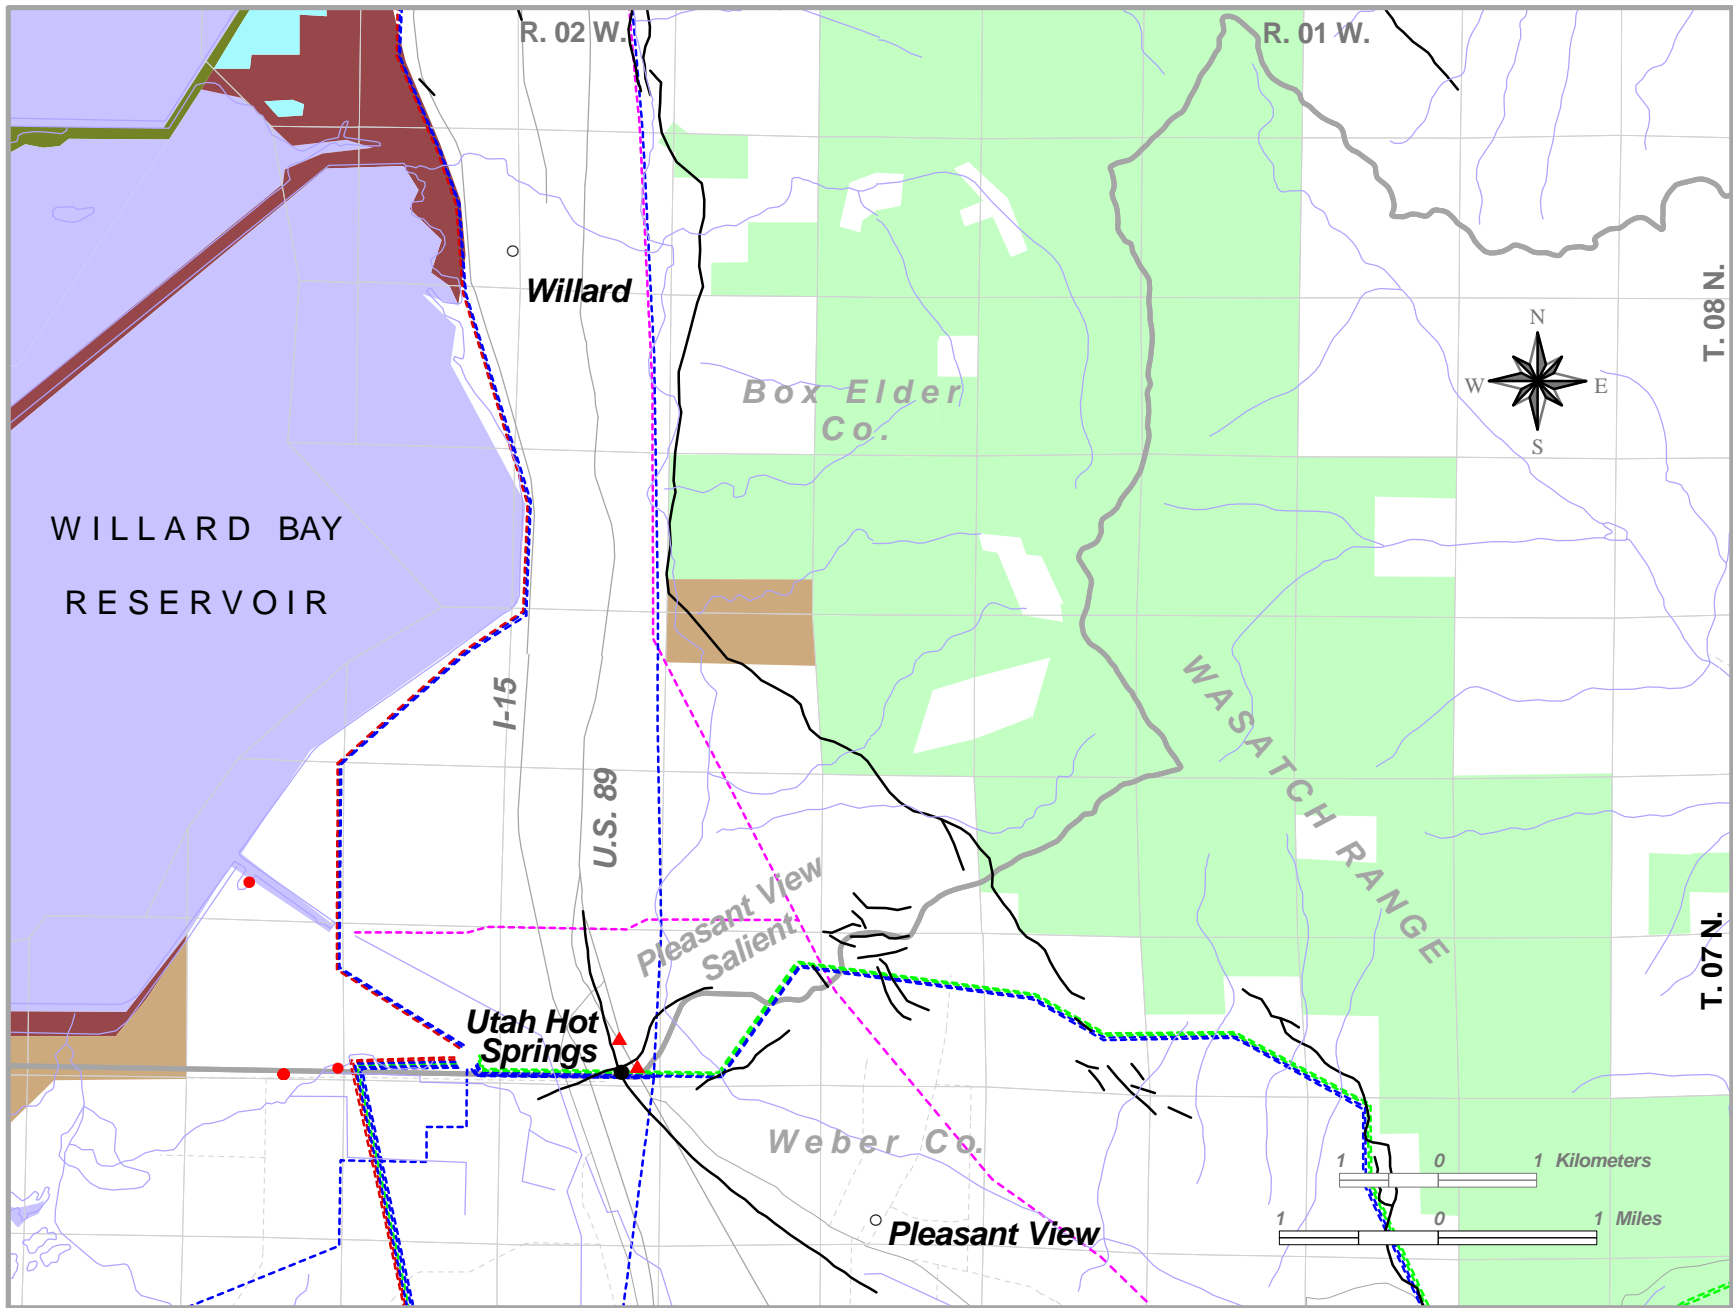 R. 02 W.
R. 01 W.
T. 08 N.
Willard
N
W
E
S
Box Elder
Co.
WILLARD BAY
RESERVOIR
I-15
U.S. 89
WASATCH RANGE
Pleasant View
Salient
T. 07 N.
Utah Hot
Springs
Weber Co.
1 0 1 Kilometers
1 0 1 Miles
Pleasant View